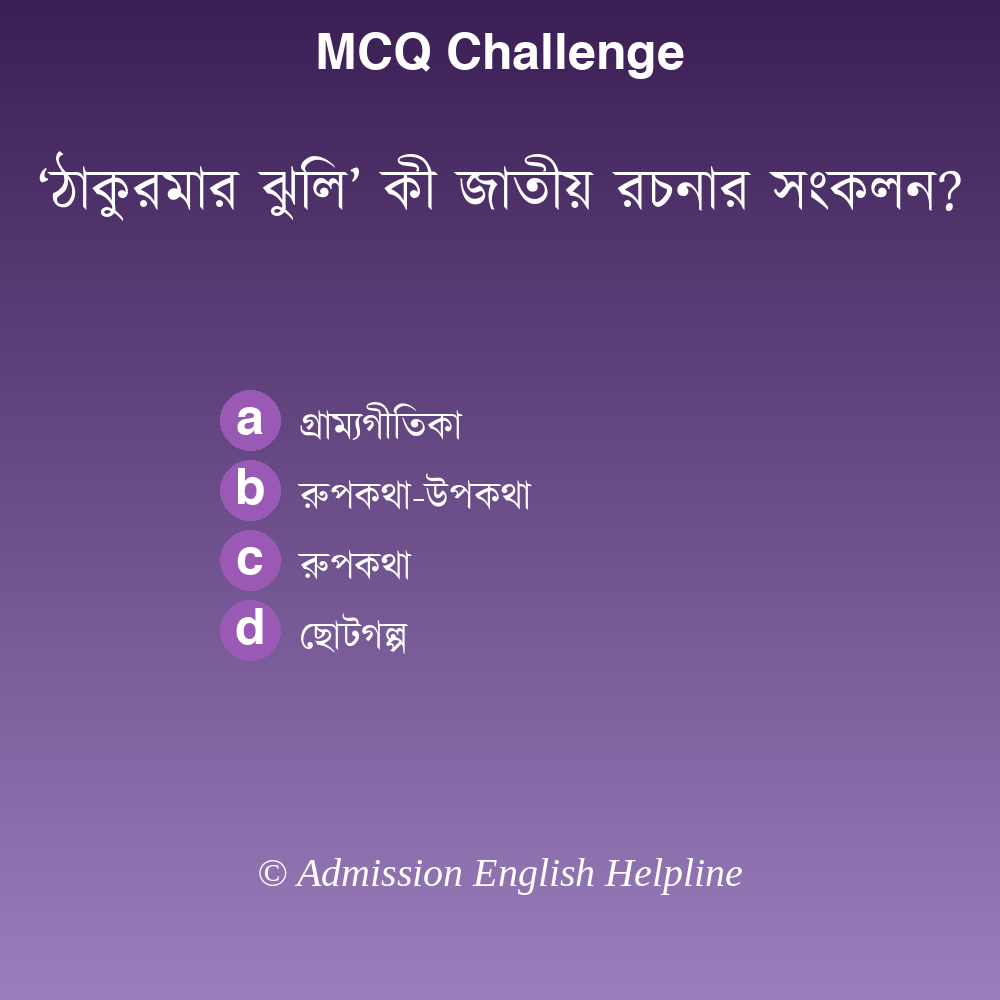 MCQ Challenge
‘ঠাকুরমার ঝুলি’ কী জাতীয় রচনার সংকলন?
a গ্রাম্যগীতিকা
b রুপকথা-উপকথা
c রুপকথা
d ছোটগল্প
© Admission English Helpline